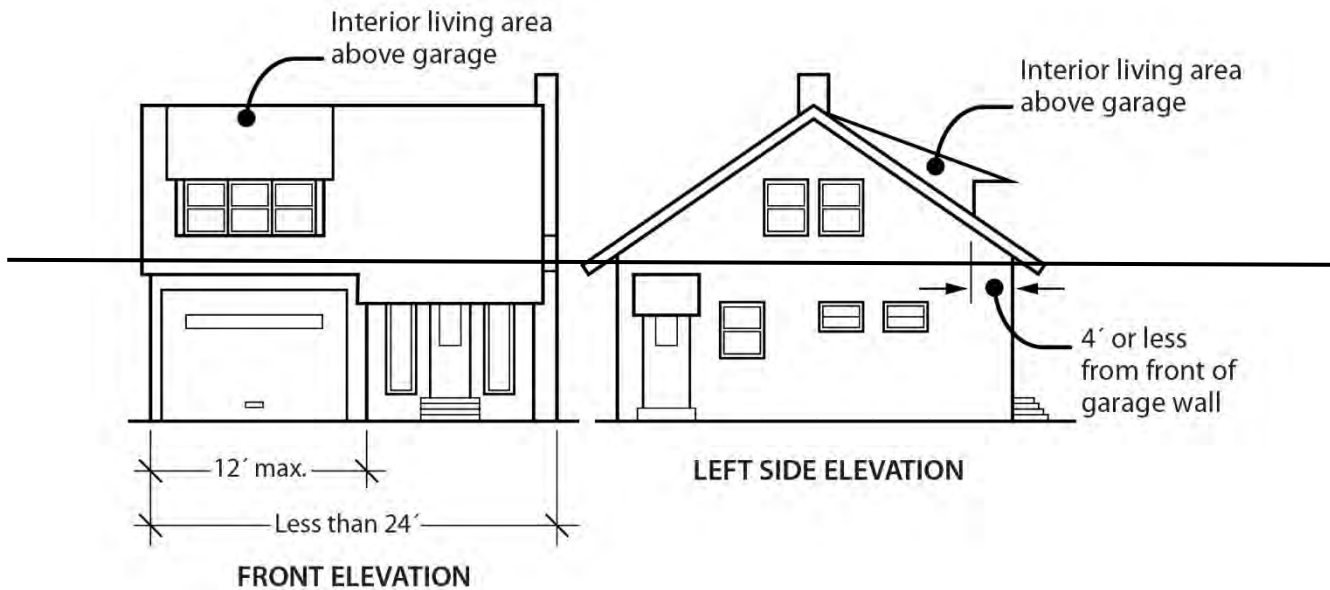 Interior living area
above garage
Interior living area
above garage
4´ or less
from front of
garage wall
12´ max.
Less than 24´
FRONT ELEVATION
LEFT SIDE ELEVATION